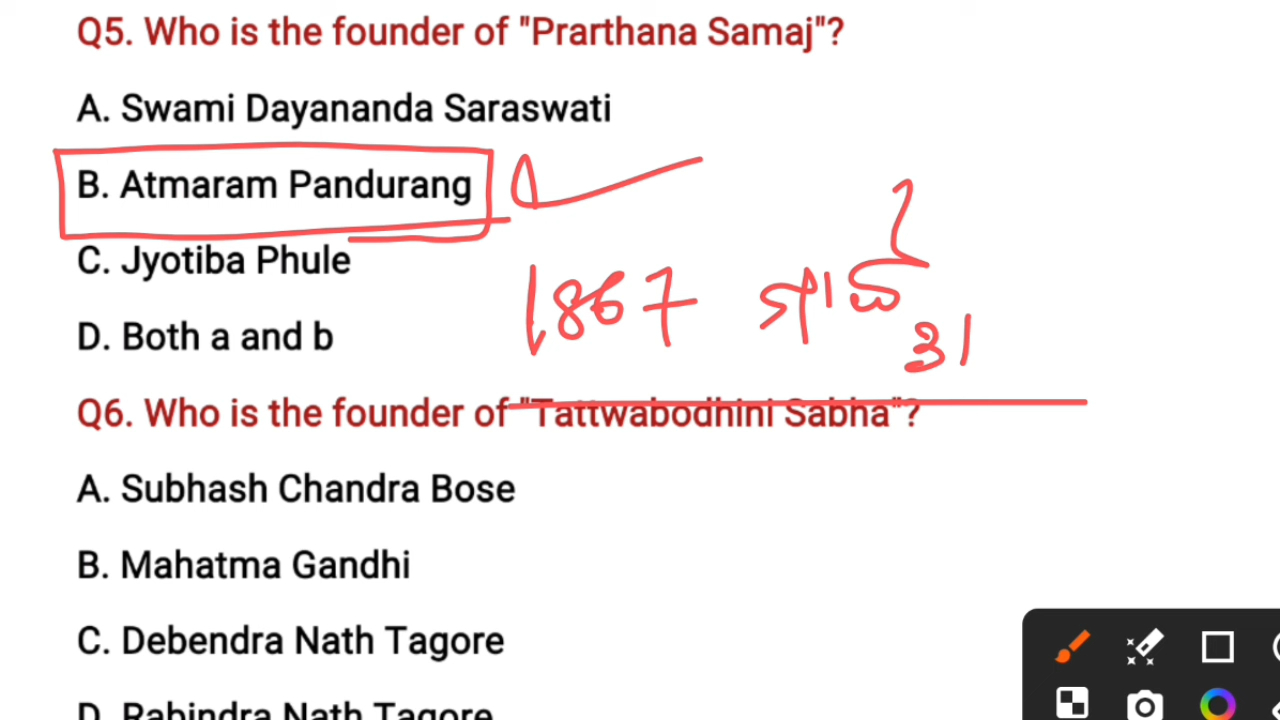 Q5. Who is the founder of "Prarthana Samaj"?
A. Swami Dayananda Saraswati
B. Atmaram Pandurang
C. Jyotiba Phule
1867
D. Both a and b
Q6. Who is the founder of "Tattwabodhini Sabha"?
A. Subhash Chandra Bose
B. Mahatma Gandhi
C. Debendra Nath Tagore
D. Rabindra Nath Tagore